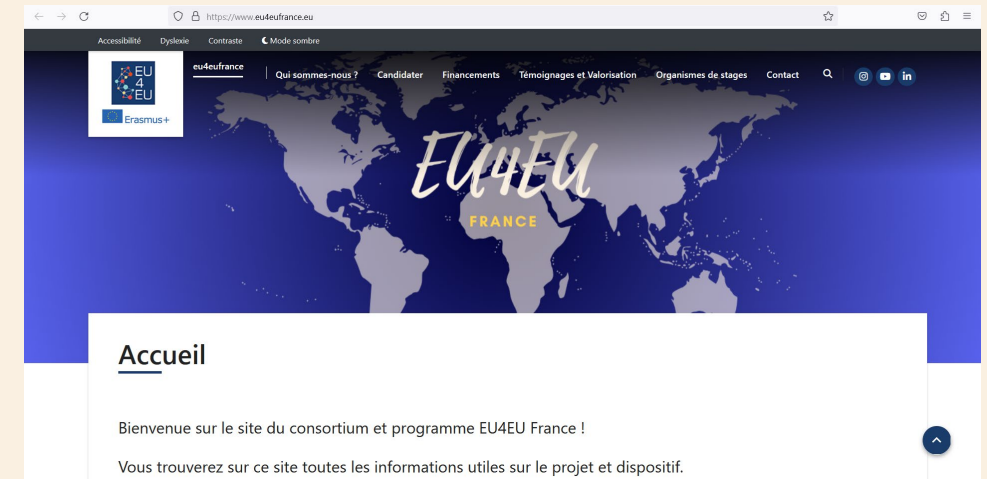 https://www.eu4eufrance.eu
Accessibilité Dyslexie Contraste Mode sombre
EU
4
EU
Erasmus+
eu4eufrance
Qui sommes-nous ? Candidater Financements Témoignages et Valorisation Organismes de stages Contact
in
EU4EU
FRANCE
Accueil
Bienvenue sur le site du consortium et programme EU4EU France !
Vous trouverez sur ce site toutes les informations utiles sur le projet et dispositif.